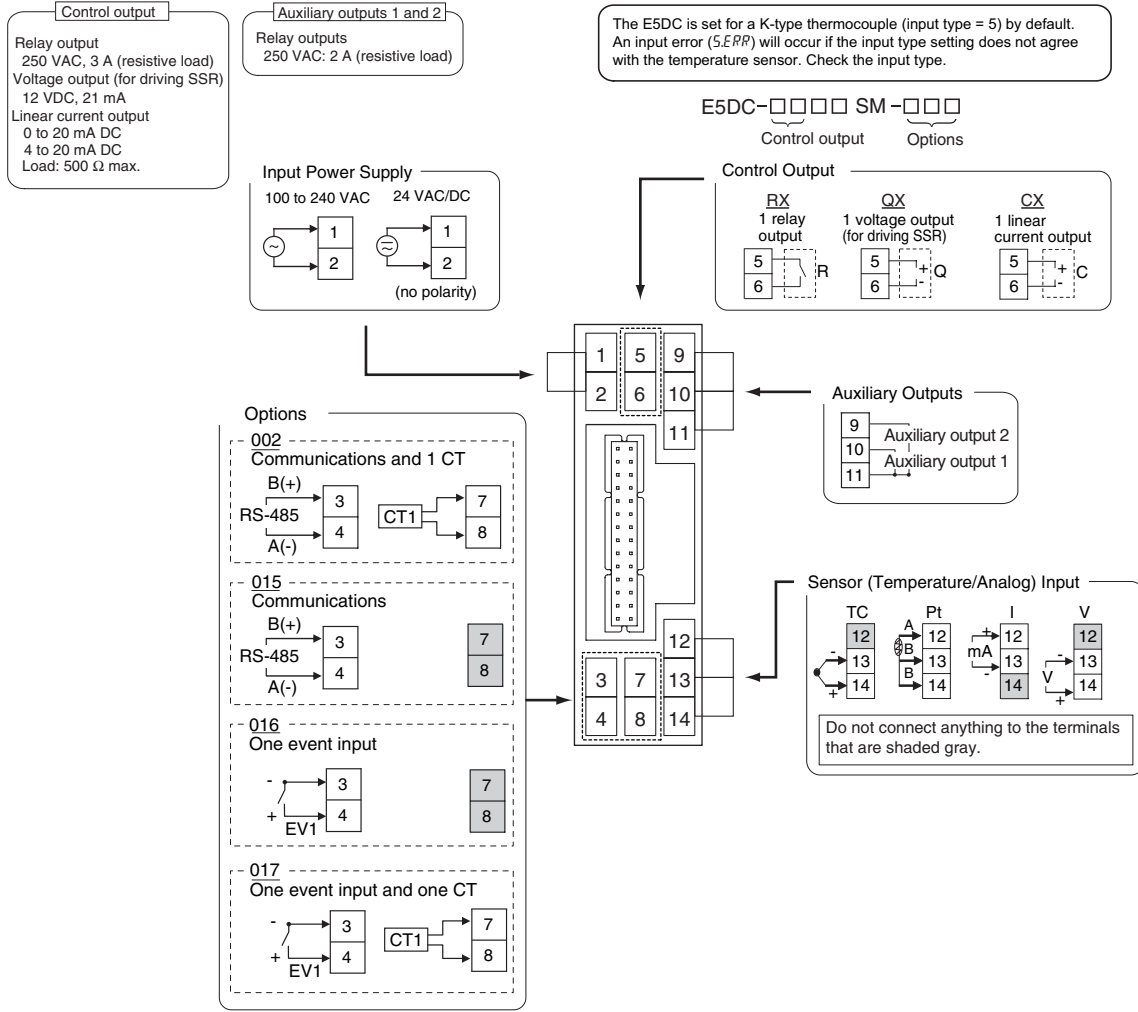 Control output
Relay output
250 VAC, 3 A (resistive load)
Voltage output (for driving SSR)
12 VDC, 21 mA
Linear current output
0 to 20 mA DC
4 to 20 mA DC
Load: 500 Ω max.
Auxiliary outputs 1 and 2
Relay outputs
250 VAC: 2 A (resistive load)
The E5DC is set for a K-type thermocouple (input type = 5) by default.
An input error (S.ERR) will occur if the input type setting does not agree
with the temperature sensor. Check the input type.
E5DC-□□□□ SM -□□□
Control output Options
Input Power Supply
100 to 240 VAC 24 VAC/DC
1 1
2 2
(no polarity)
Control Output
RX QX CX
1 relay output
1 voltage output (for driving SSR)
1 linear current output
5 R 5 + Q 5 + C
6 6 - 6 -
1 5 9
2 6 10
11
12
3 7 13
4 8 14
Auxiliary Outputs
9
Auxiliary output 2
10
Auxiliary output 1
11
Options
002
Communications and 1 CT
B(+)
3 7
RS-485 CT1
4 8
A(-)
015
Communications
B(+)
3 7
RS-485
4 8
A(-)
016
One event input
- 3 7
+ 4 8
EV1
017
One event input and one CT
- 3 7
CT1
+ 4 8
EV1
Sensor (Temperature/Analog) Input
TC Pt I V
12 A 12 + 12 12
- 13 B 13 mA 13 - 13
+ 14 B 14 - 14 V + 14
Do not connect anything to the terminals
that are shaded gray.